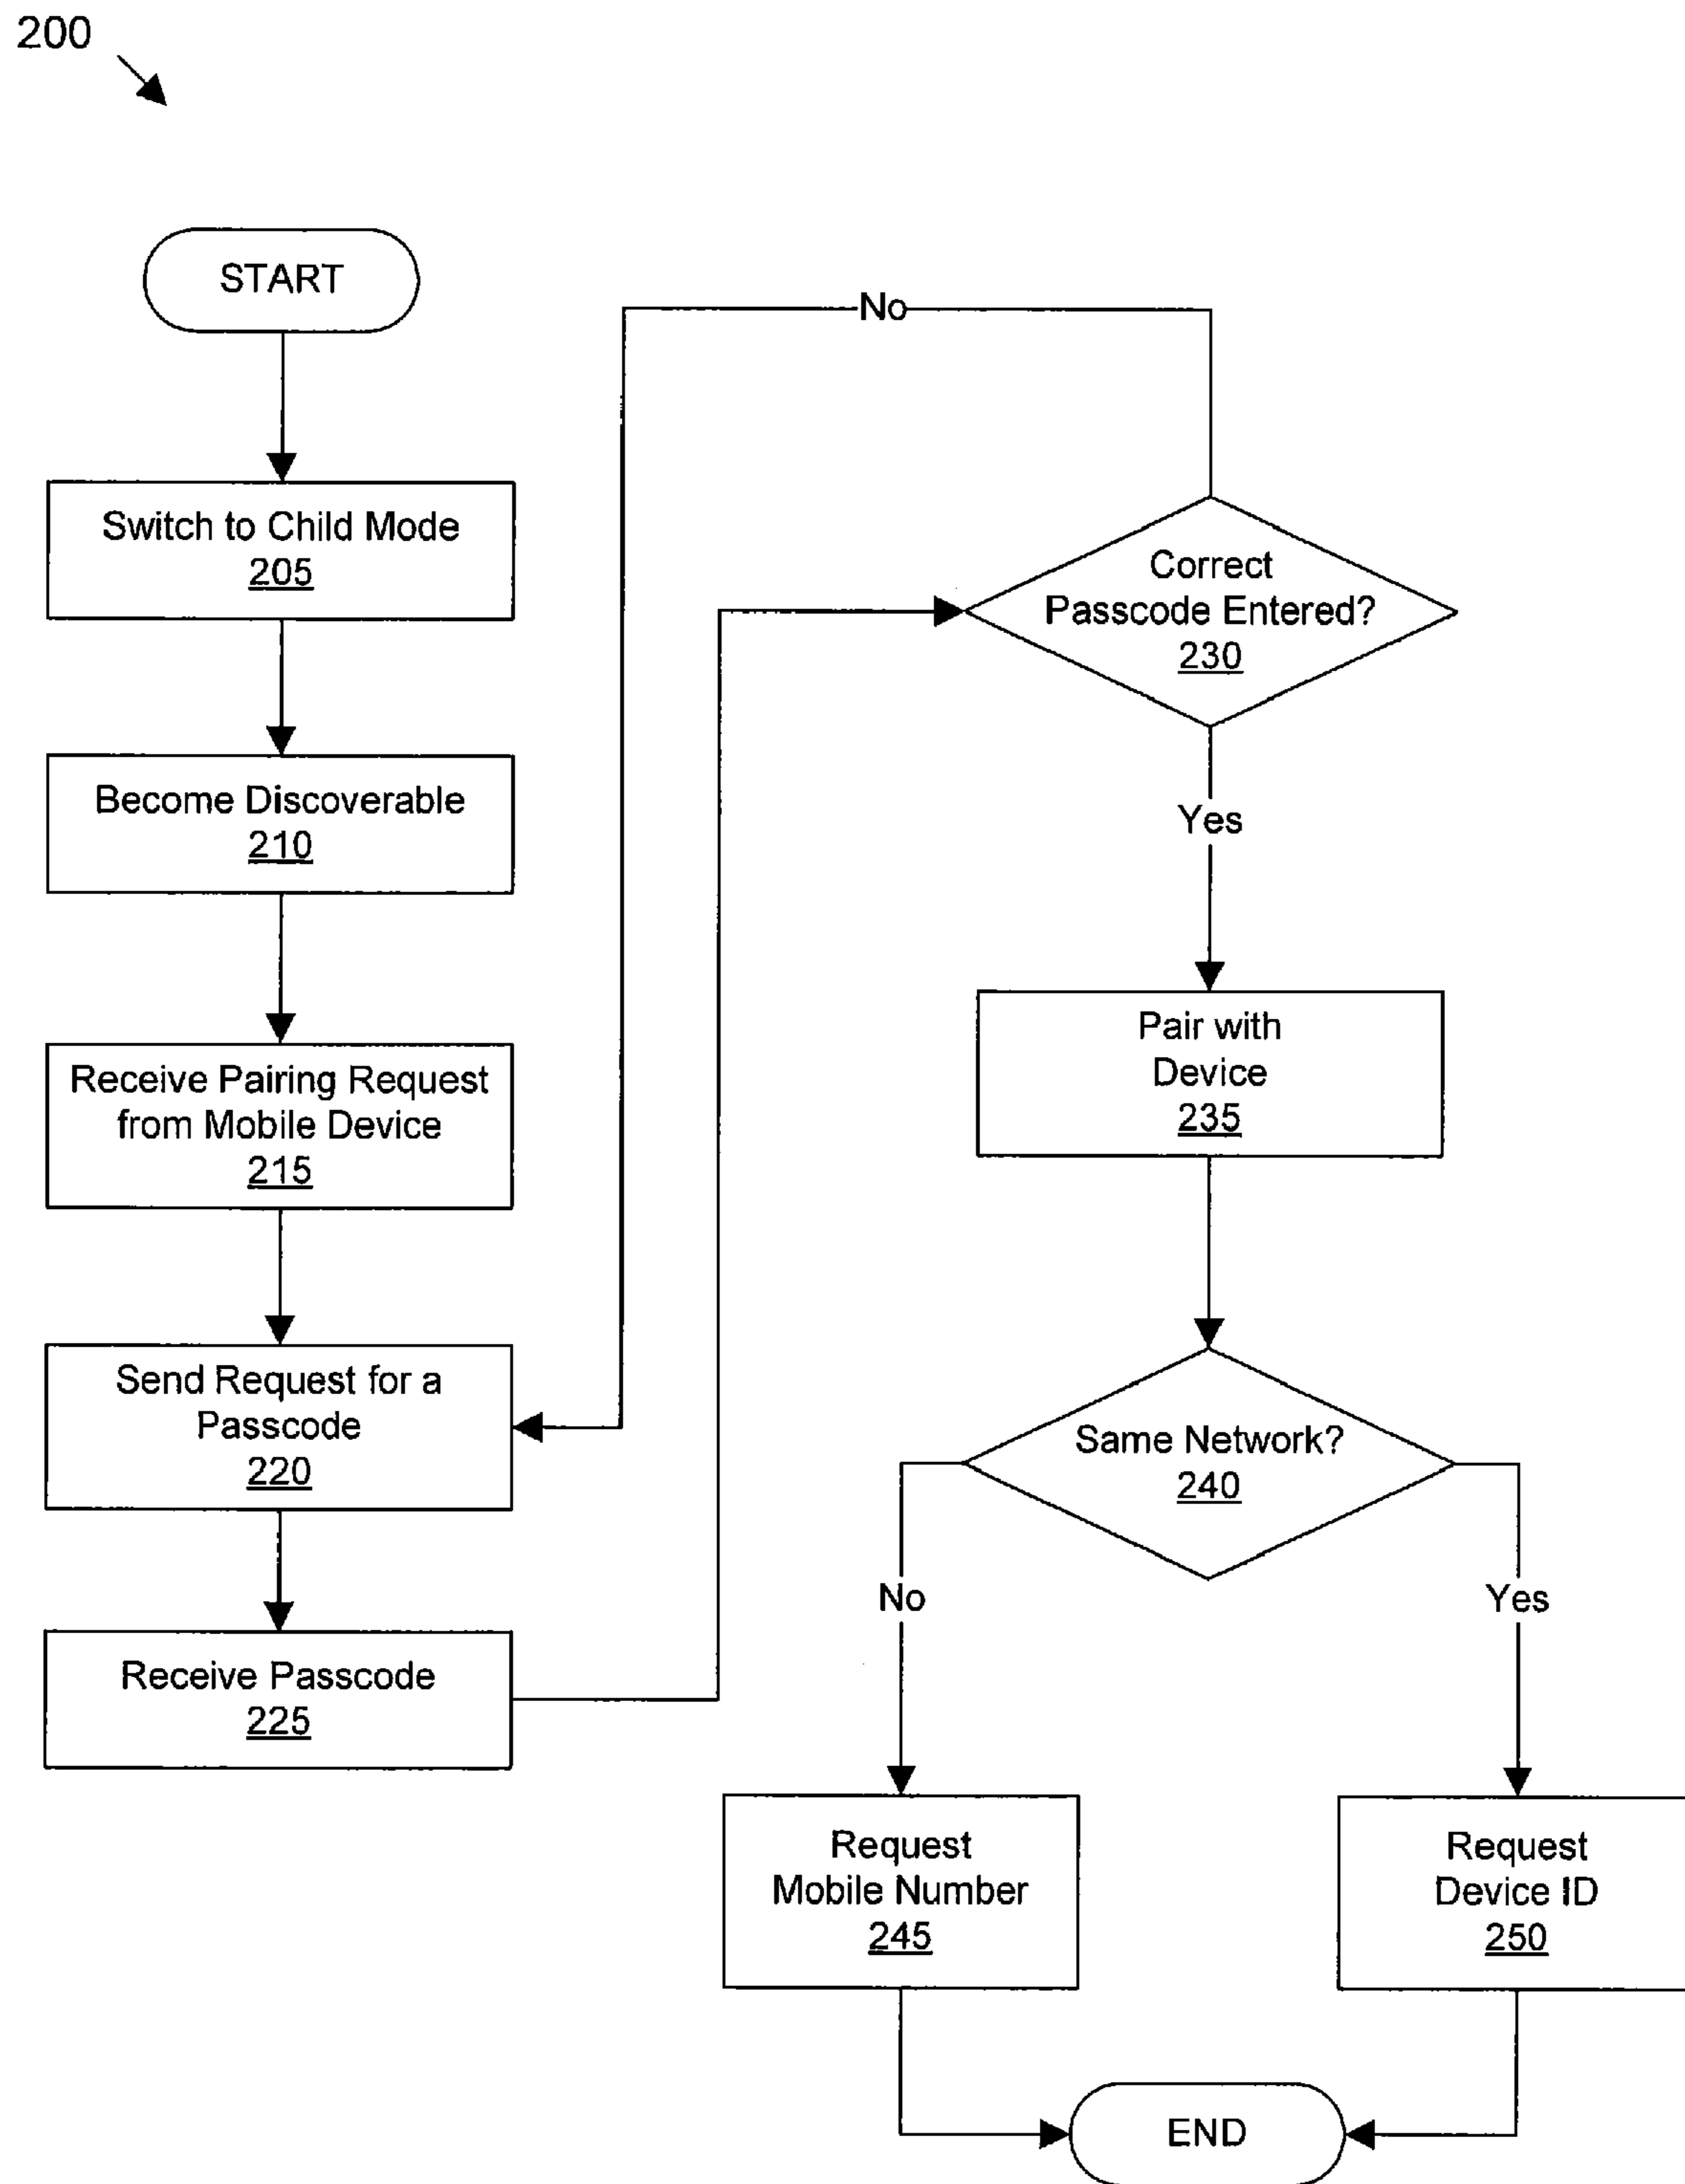 200
START
Switch to Child Mode
205
Become Discoverable
210
Receive Pairing Request
from Mobile Device
215
Send Request for a
Passcode
220
Receive Passcode
225
No
Correct
Passcode Entered?
230
Yes
Pair with
Device
235
Same Network?
240
No
Yes
Request
Mobile Number
245
Request
Device ID
250
END